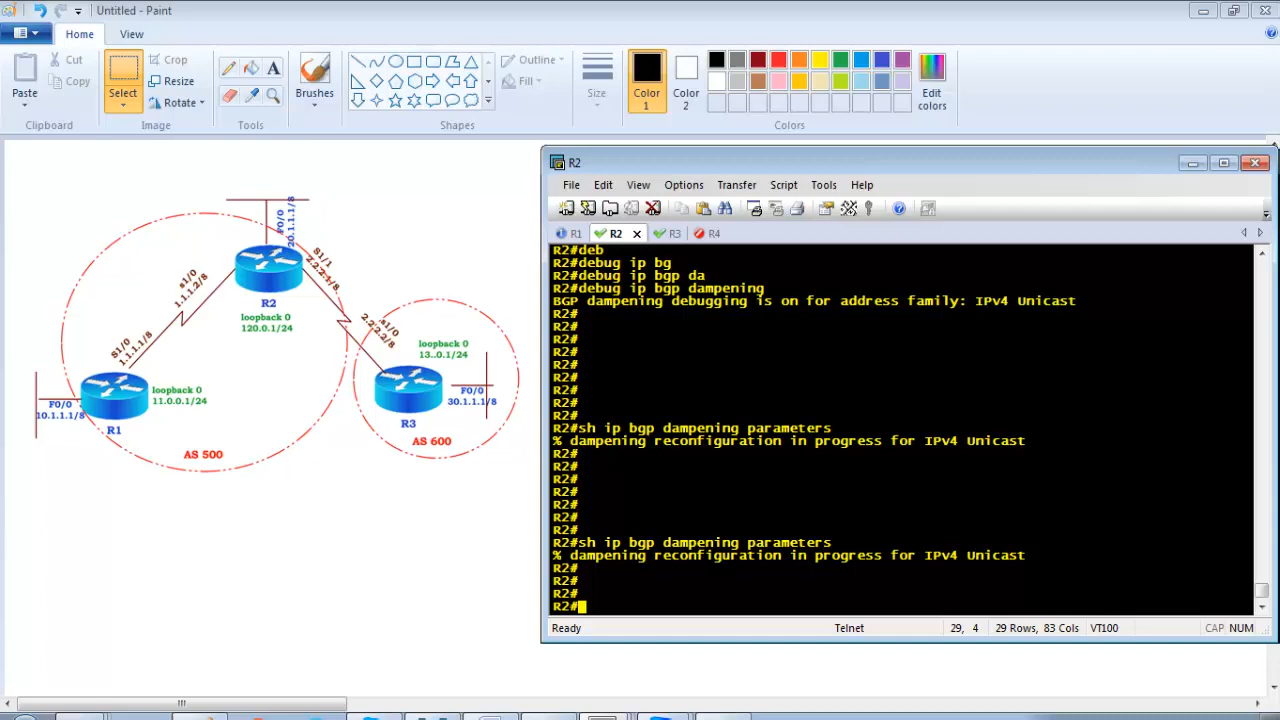 Untitled - Paint
Home
View
Paste
Cut
Copy
Clipboard
Select
Crop
Resize
Rotate
Image
Tools
Brushes
Shapes
Outline
Fill
Size
Color
1
Color
2
Edit
colors
Colors
F0/0
20.1.1.1/8
R2
loopback 0
120.0.1/24
s1/0
1.1.1.2/8
S1/1
2.2.2.1/8
S1/0
1.1.1.1/8
s1/0
2.2.2.2/8
loopback 0
11.0.0.1/24
F0/0
10.1.1.1/8
R1
AS 500
loopback 0
13..0.1/24
F0/0
30.1.1.1/8
R3
AS 600
R2
File Edit View Options Transfer Script Tools Help
R1 R2 R3 R4
R2#deb
R2#debug ip bg
R2#debug ip bgp da
R2#debug ip bgp dampening
BGP dampening debugging is on for address family: IPv4 Unicast
R2#
R2#
R2#
R2#
R2#
R2#
R2#
R2#
R2#
R2#sh ip bgp dampening parameters
% dampening reconfiguration in progress for IPv4 Unicast
R2#
R2#
R2#
R2#
R2#
R2#
R2#
R2#sh ip bgp dampening parameters
% dampening reconfiguration in progress for IPv4 Unicast
R2#
R2#
R2#
R2#
Ready Telnet 29, 4 29 Rows, 83 Cols VT100 CAP NUM